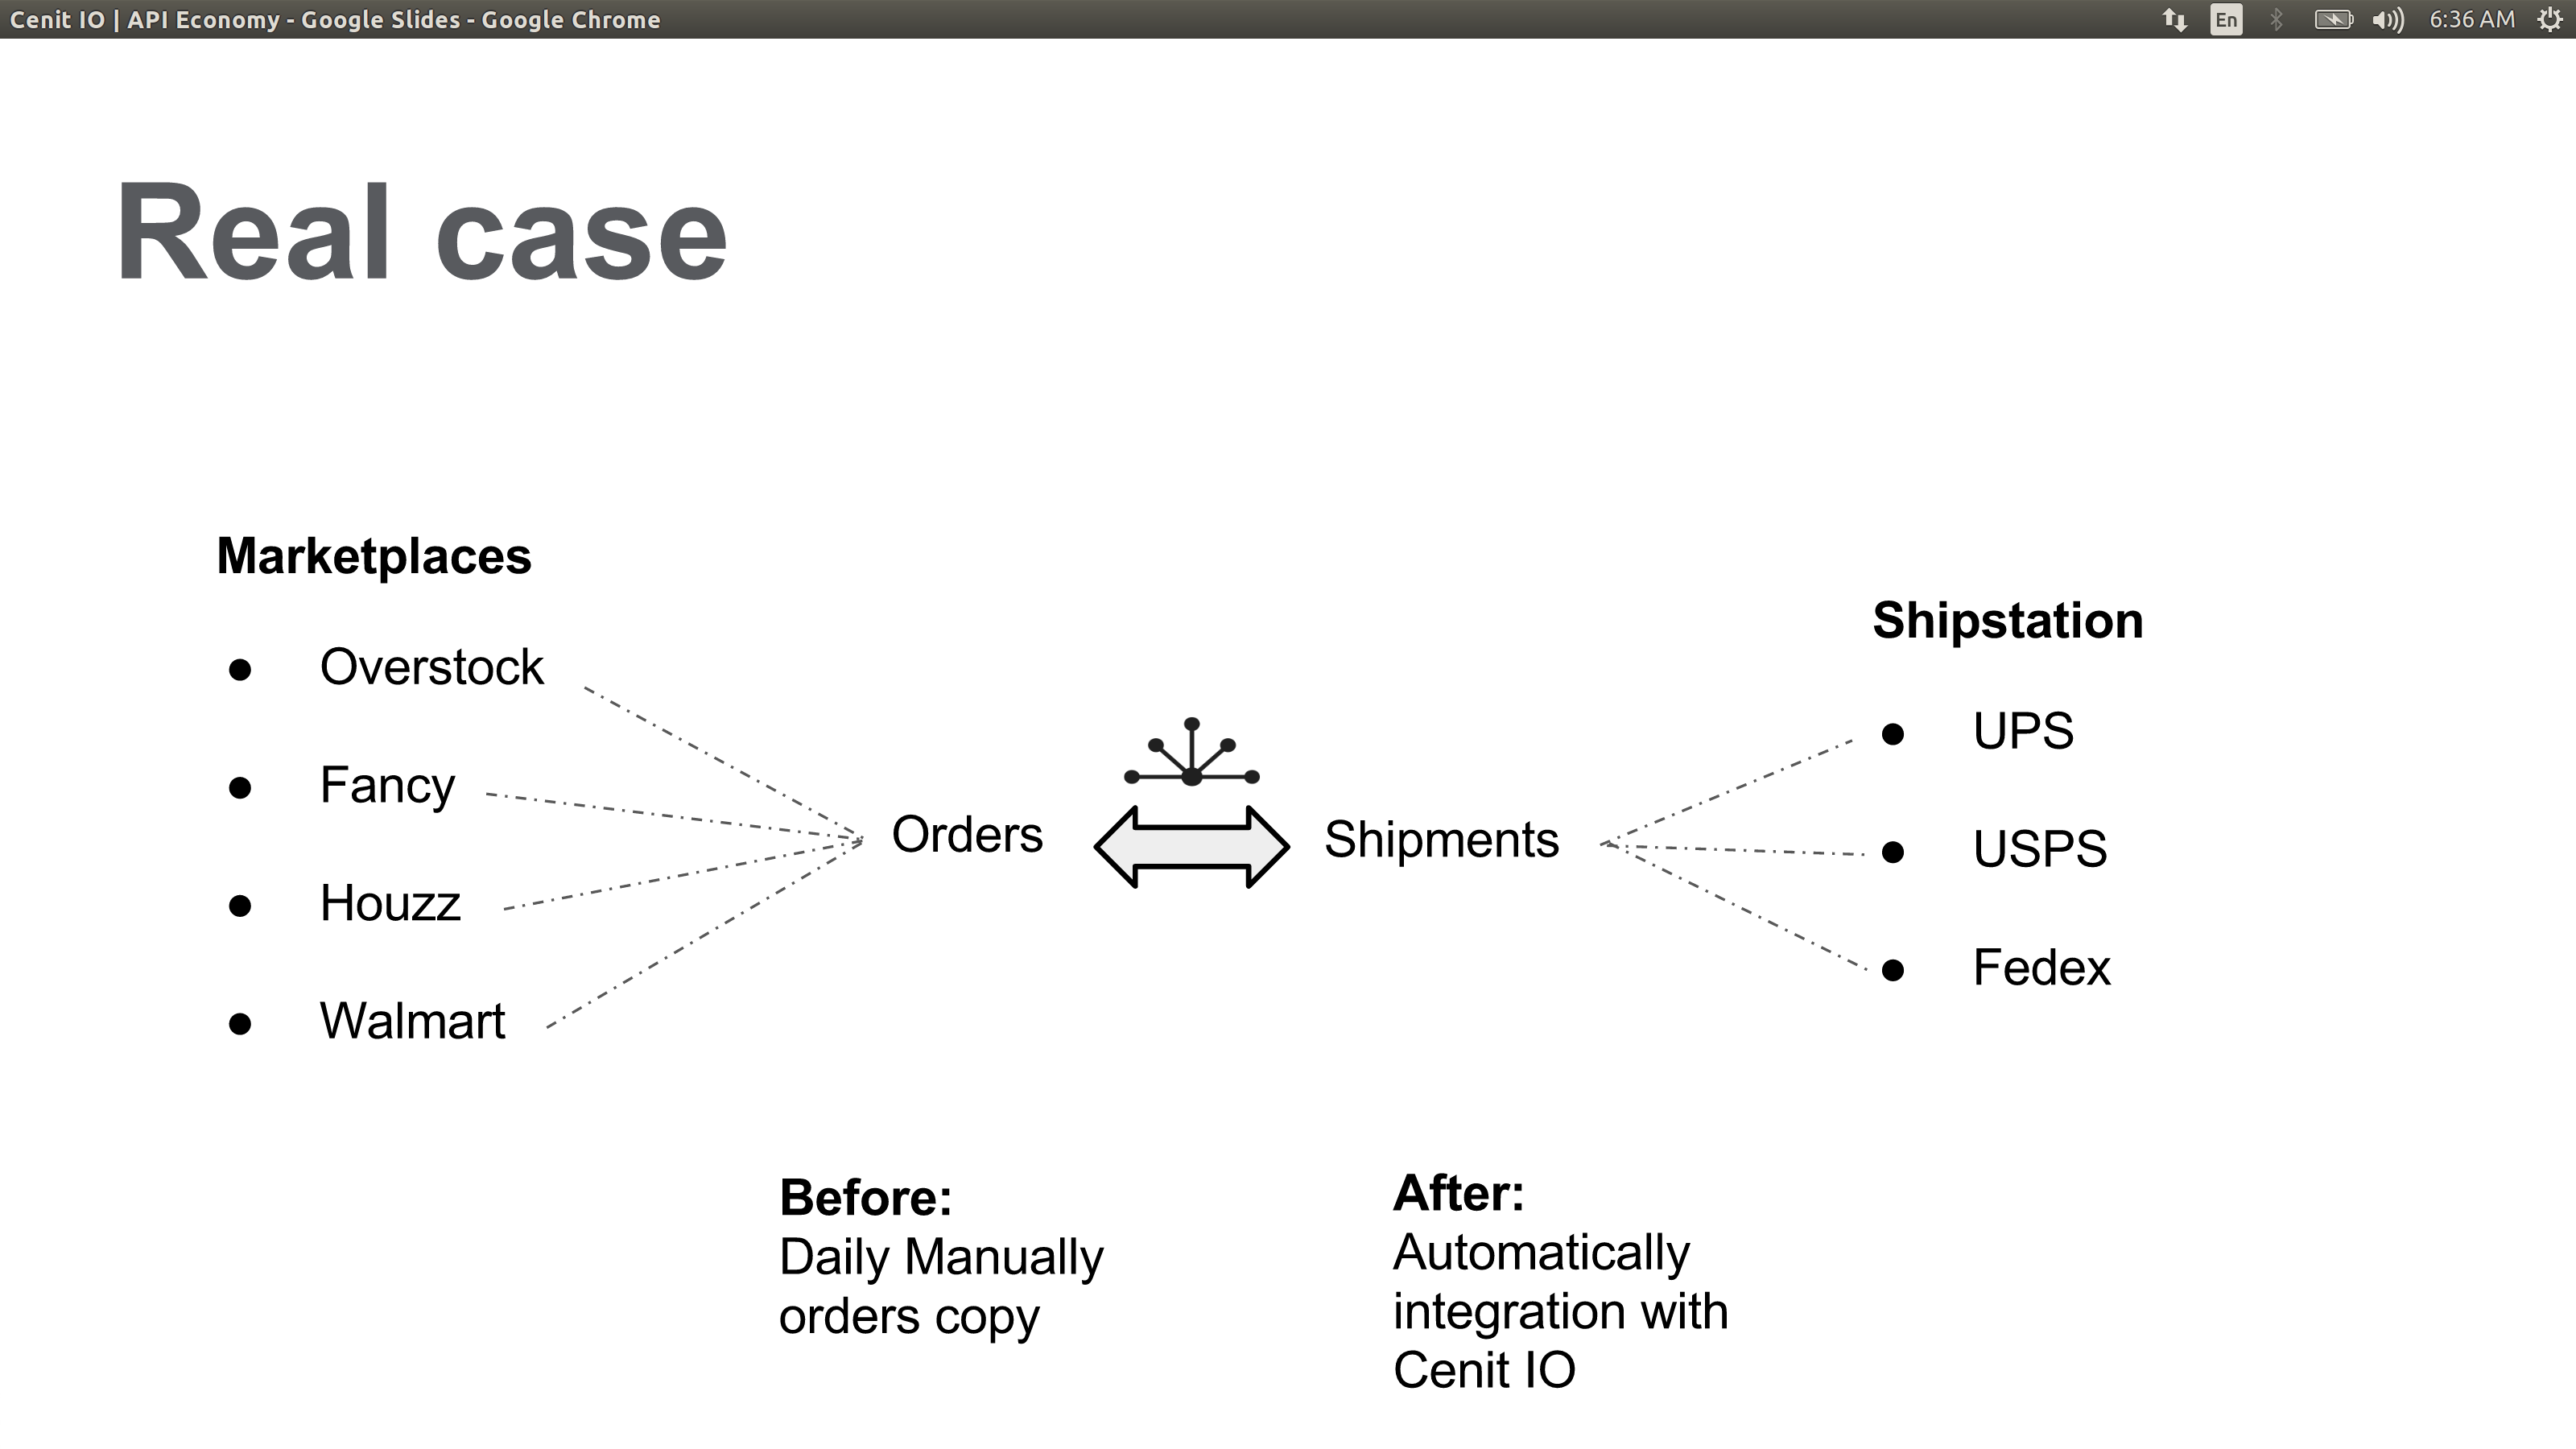 Cenit IO | API Economy - Google Slides - Google Chrome
En
6:36 AM
Real case
Marketplaces
● Overstock
● Fancy
● Houzz
● Walmart
Orders
Shipments
Shipstation
● UPS
● USPS
● Fedex
Before:
Daily Manually
orders copy
After:
Automatically
integration with
Cenit IO